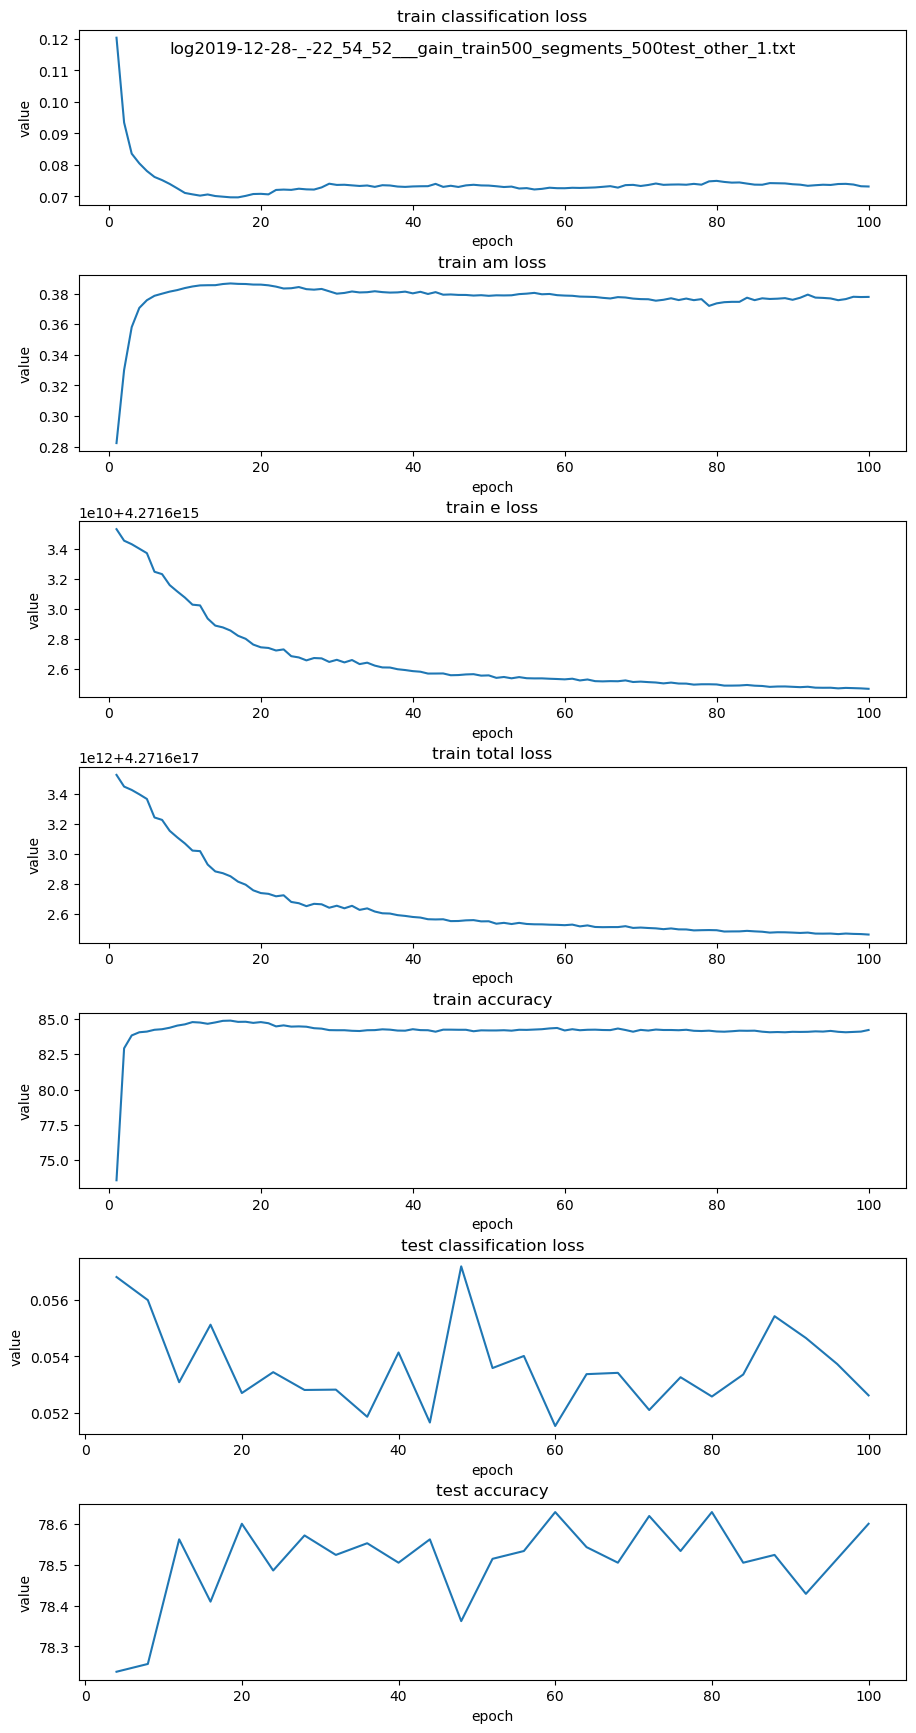 train classification loss
log2019-12-28-_-22_54_52___gain_train500_segments_500test_other_1.txt
0.12
0.11
0.10
0.09
0.08
0.07
value
0 20 40 60 80 100
epoch
train am loss
0.38
0.36
0.34
0.32
0.30
0.28
value
0 20 40 60 80 100
epoch
train e loss
1e10+4.2716e15
3.4
3.2
3.0
2.8
2.6
value
0 20 40 60 80 100
epoch
train total loss
1e12+4.2716e17
3.4
3.2
3.0
2.8
2.6
value
0 20 40 60 80 100
epoch
train accuracy
85.0
82.5
80.0
77.5
75.0
value
0 20 40 60 80 100
epoch
test classification loss
0.056
0.054
0.052
value
0 20 40 60 80 100
epoch
test accuracy
78.6
78.5
78.4
78.3
value
0 20 40 60 80 100
epoch